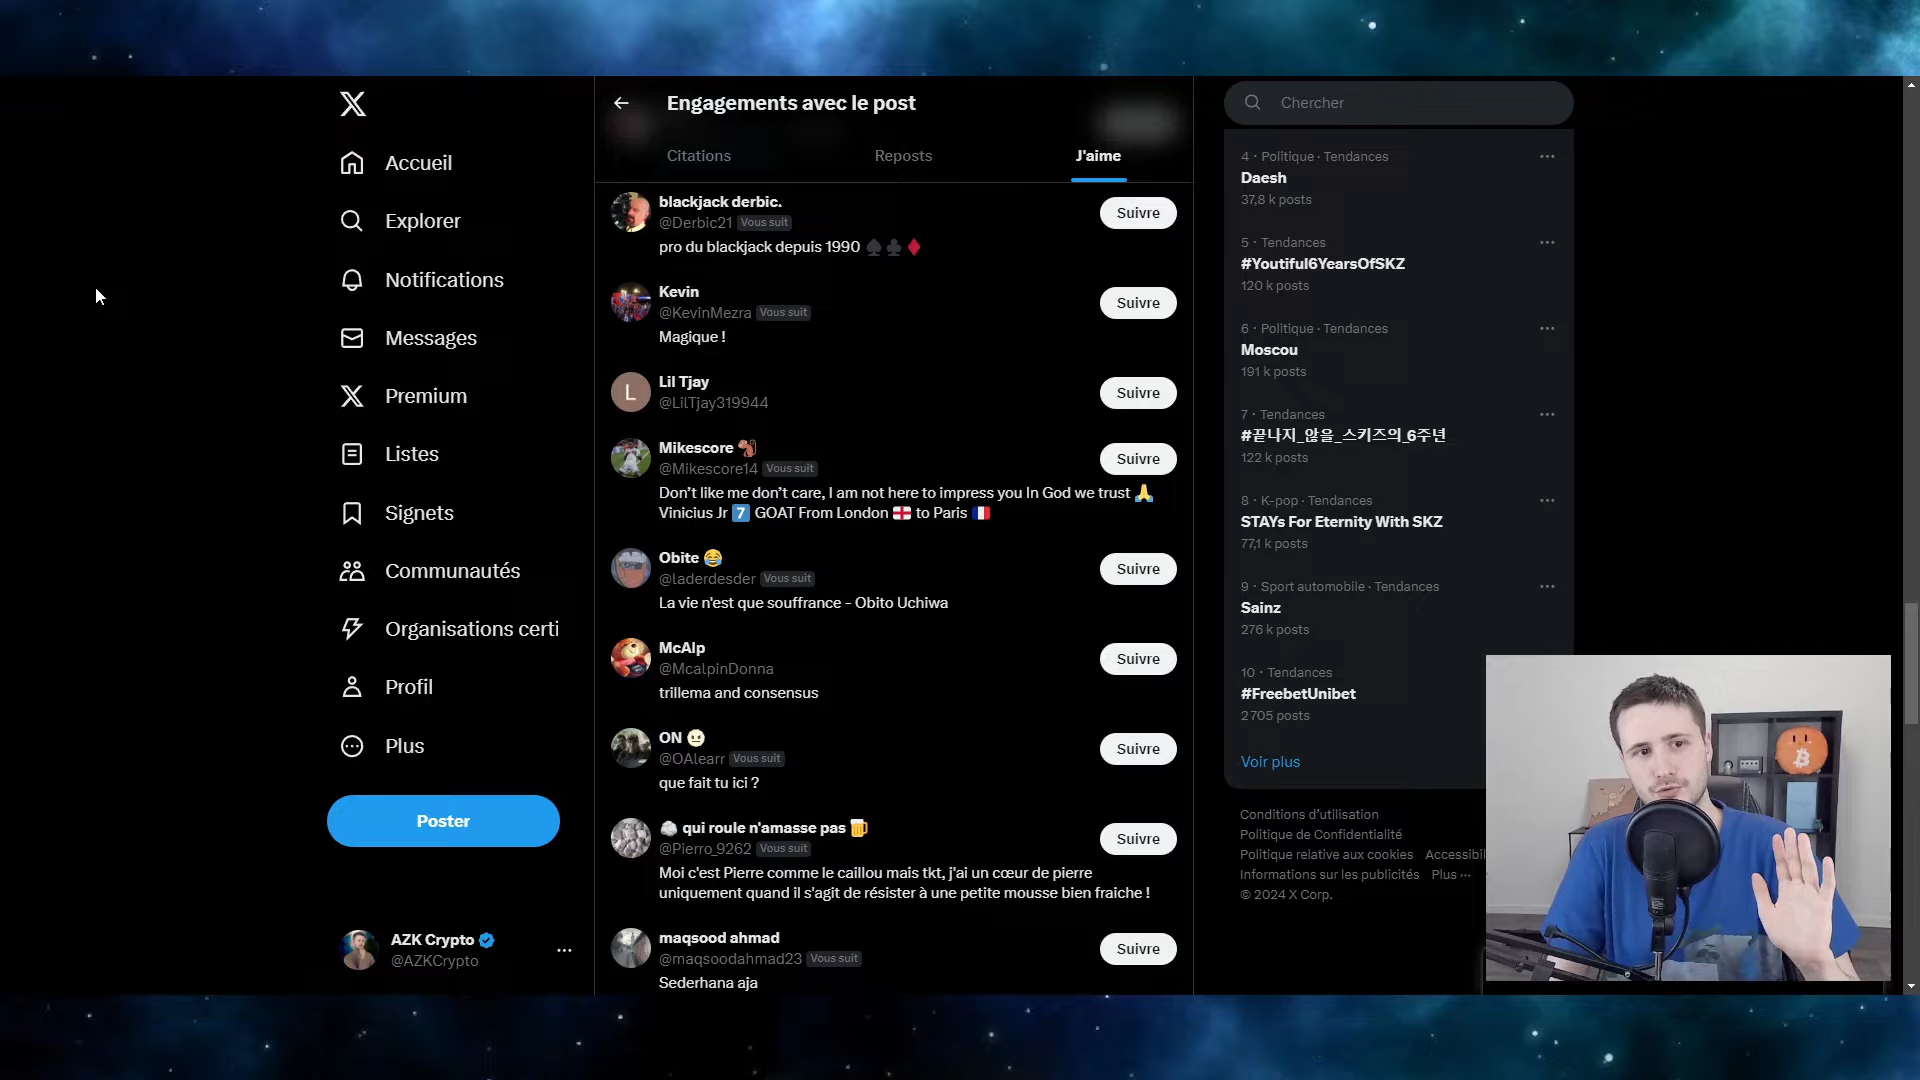 Accueil
Explorer
Notifications
Messages
Premium
Listes
Signets
Communautés
Organisations certi
Profil
Plus
Poster
AZK Crypto
@AZKCrypto
Engagements avec le post
Citations
Reposts
J'aime
blackjack derbic.
@Derbic21 Vous suit
pro du blackjack depuis 1990 ♠️♣️♦️
Suivre
Kevin
@KevinMezra Vous suit
Magique !
Suivre
Lil Tjay
@LilTjay319944
L
Suivre
Mikescore 🐿️
@Mikescore14 Vous suit
Don’t like me don’t care, I am not here to impress you In God we trust 🙏
Vinicius Jr 7️⃣ GOAT From London 🏴󠁧󠁢󠁥󠁮󠁧󠁿 to Paris 🇫🇷
Suivre
Obite 😂
@laderdesder Vous suit
La vie n'est que souffrance - Obito Uchiwa
Suivre
McAlp
@McalpinDonna
trillema and consensus
Suivre
ON 😐
@OAlearr Vous suit
que fait tu ici ?
Suivre
🪨 qui roule n'amasse pas 🍺
@Pierro_9262 Vous suit
Moi c'est Pierre comme le caillou mais tkt, j'ai un cœur de pierre
uniquement quand il s'agit de résister à une petite mousse bien fraiche !
Suivre
maqsood ahmad
@maqsoodahmad23 Vous suit
Sederhana aja
Suivre
Chercher
4 · Politique · Tendances
Daesh
37,8 k posts
5 · Tendances
#Youtiful6YearsOfSKZ
120 k posts
6 · Politique · Tendances
Moscou
191 k posts
7 · Tendances
#끝나지_않을_스키즈의_6주년
122 k posts
8 · K-pop · Tendances
STAYs For Eternity With SKZ
77,1 k posts
9 · Sport automobile · Tendances
Sainz
276 k posts
10 · Tendances
#FreebetUnibet
2 705 posts
Voir plus
Conditions d’utilisation
Politique de Confidentialité
Politique relative aux cookies Accessibil
Informations sur les publicités Plus ···
© 2024 X Corp.